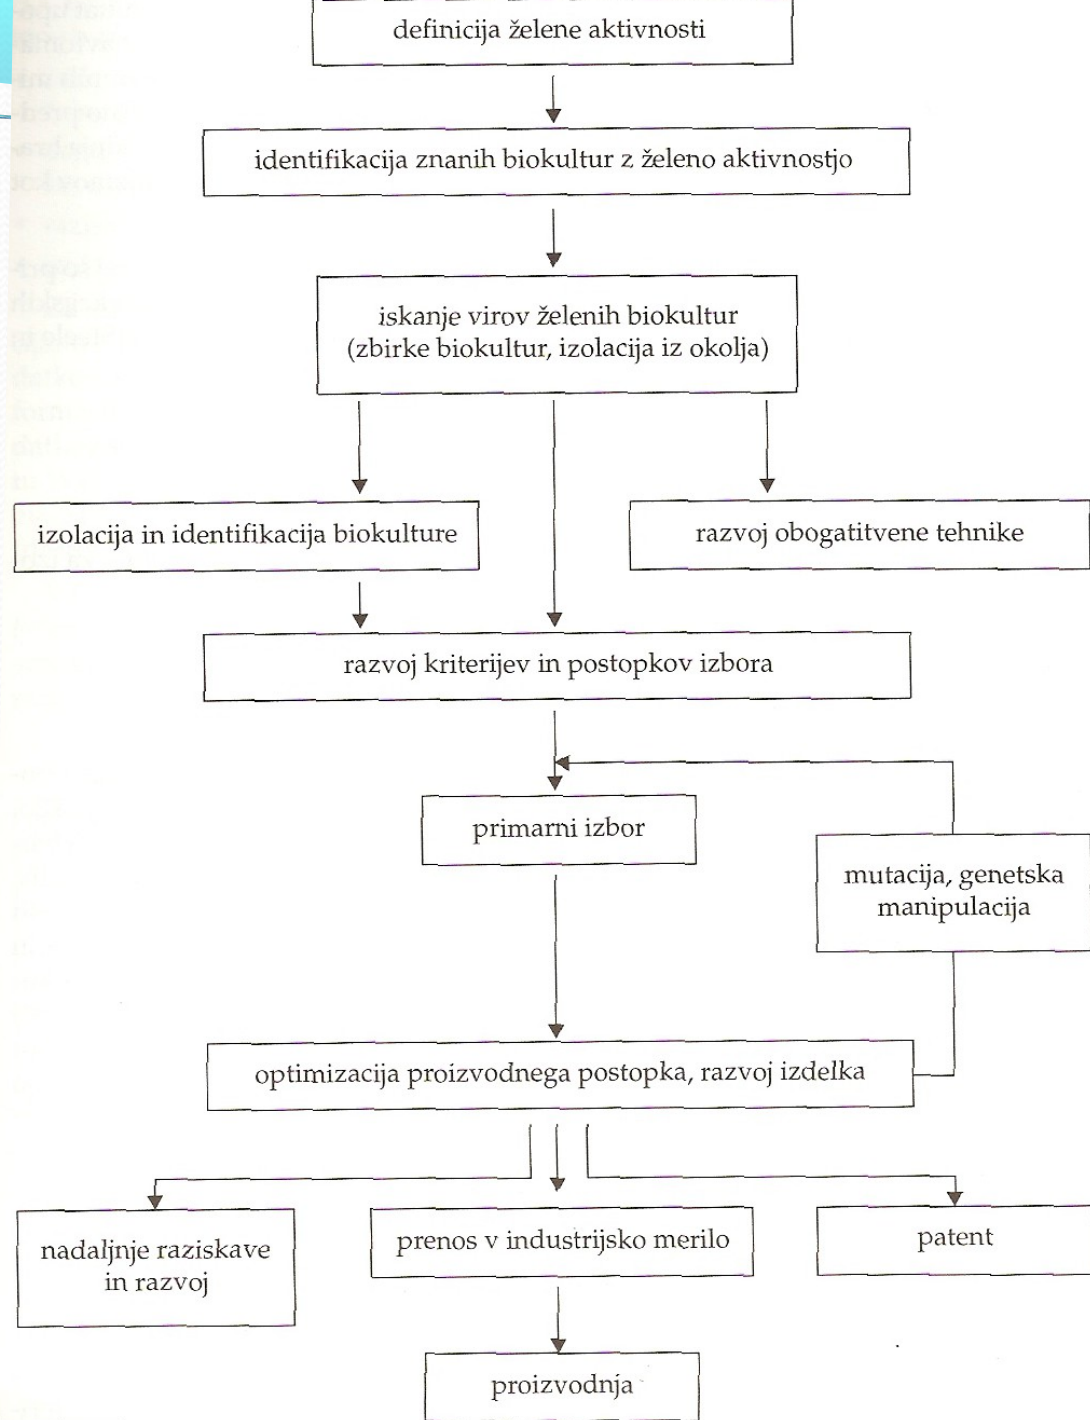 definicija želene aktivnosti
identifikacija znanih biokultur z želeno aktivnostjo
iskanje virov želenih biokultur
(zbirke biokultur, izolacija iz okolja)
izolacija in identifikacija biokulture
razvoj obogatitvene tehnike
razvoj kriterijev in postopkov izbora
primarni izbor
mutacija, genetska
manipulacija
optimizacija proizvodnega postopka, razvoj izdelka
nadaljnje raziskave
in razvoj
prenos v industrijsko merilo
patent
proizvodnja